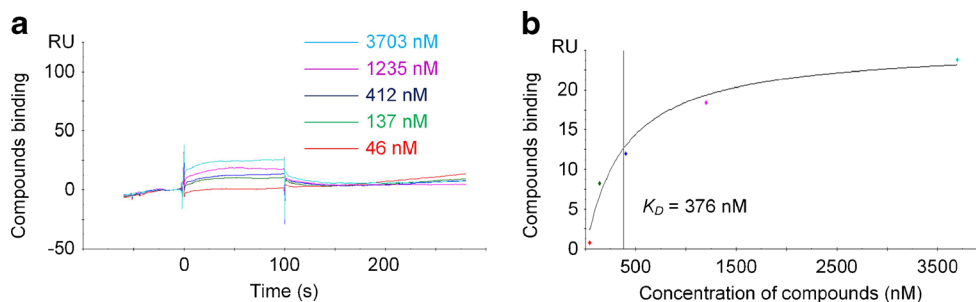 a
RU
100
50
0
−50
Compounds binding
3703 nM
1235 nM
412 nM
137 nM
46 nM
0
100
200
Time (s)
b
RU
20
15
10
5
0
Compounds binding
K_D = 376 nM
500
1500
2500
3500
Concentration of compounds (nM)